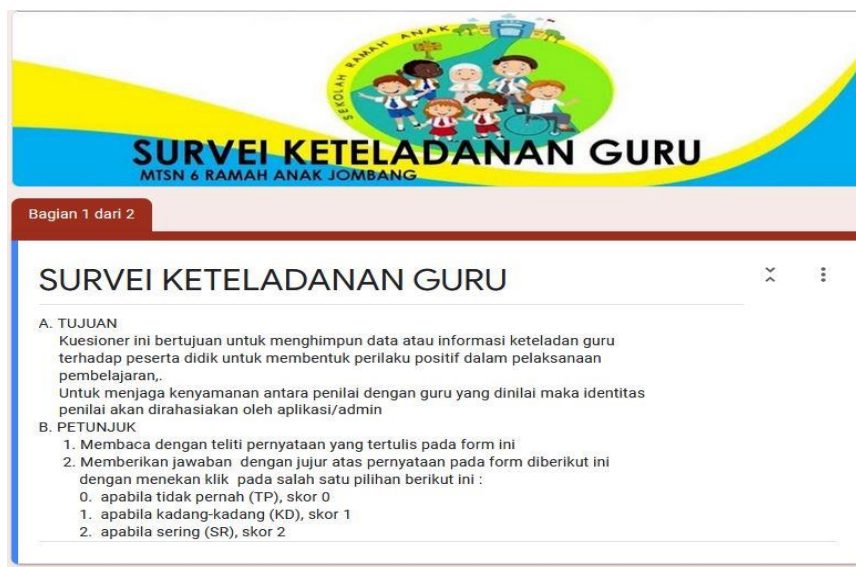 SEKOLAH RAMAH ANAK
SURVEI KETELADANAN GURU
MTSN 6 RAMAH ANAK JOMBANG
Bagian 1 dari 2
SURVEI KETELADANAN GURU
A. TUJUAN
Kuesioner ini bertujuan untuk menghimpun data atau informasi keteladan guru
terhadap peserta didik untuk membentuk perilaku positif dalam pelaksanaan
pembelajaran,.
Untuk menjaga kenyamanan antara penilai dengan guru yang dinilai maka identitas
penilai akan dirahasiakan oleh aplikasi/admin
B. PETUNJUK
1. Membaca dengan teliti pernyataan yang tertulis pada form ini
2. Memberikan jawaban dengan jujur atas pernyataan pada form diberikut ini
dengan menekan klik pada salah satu pilihan berikut ini :
0. apabila tidak pernah (TP), skor 0
1. apabila kadang-kadang (KD), skor 1
2. apabila sering (SR), skor 2